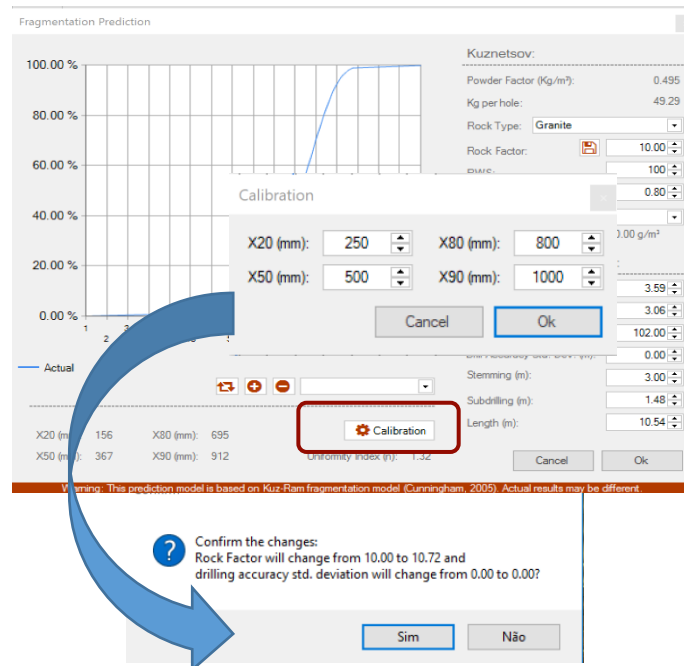 Fragmentation Prediction
Kuznetsov:
100.00 %
80.00 %
60.00 %
40.00 %
20.00 %
0.00 %
1
2
Powder Factor (Kg/m³): 0.495
Kg per hole: 49.29
Rock Type: Granite
Rock Factor: 10.00
RWS: 100
0.80
Calibration
X20 (mm): 250 X80 (mm): 800
X50 (mm): 500 X90 (mm): 1000
Cancel Ok
3.59
3.06
102.00
0.00
Actual
Stemming (m): 3.00
Subdrilling (m): 1.48
Length (m): 10.54
Calibration
X20 156 X80 (mm): 695
X50 367 X90 (mm): 912
Uniformity Index (n): 1.32
Cancel Ok
Warning: This prediction model is based on Kuz-Ram fragmentation model (Cunningham, 2005). Actual results may be different.
Confirm the changes:
Rock Factor will change from 10.00 to 10.72 and
drilling accuracy std. deviation will change from 0.00 to 0.00?
Sim Não